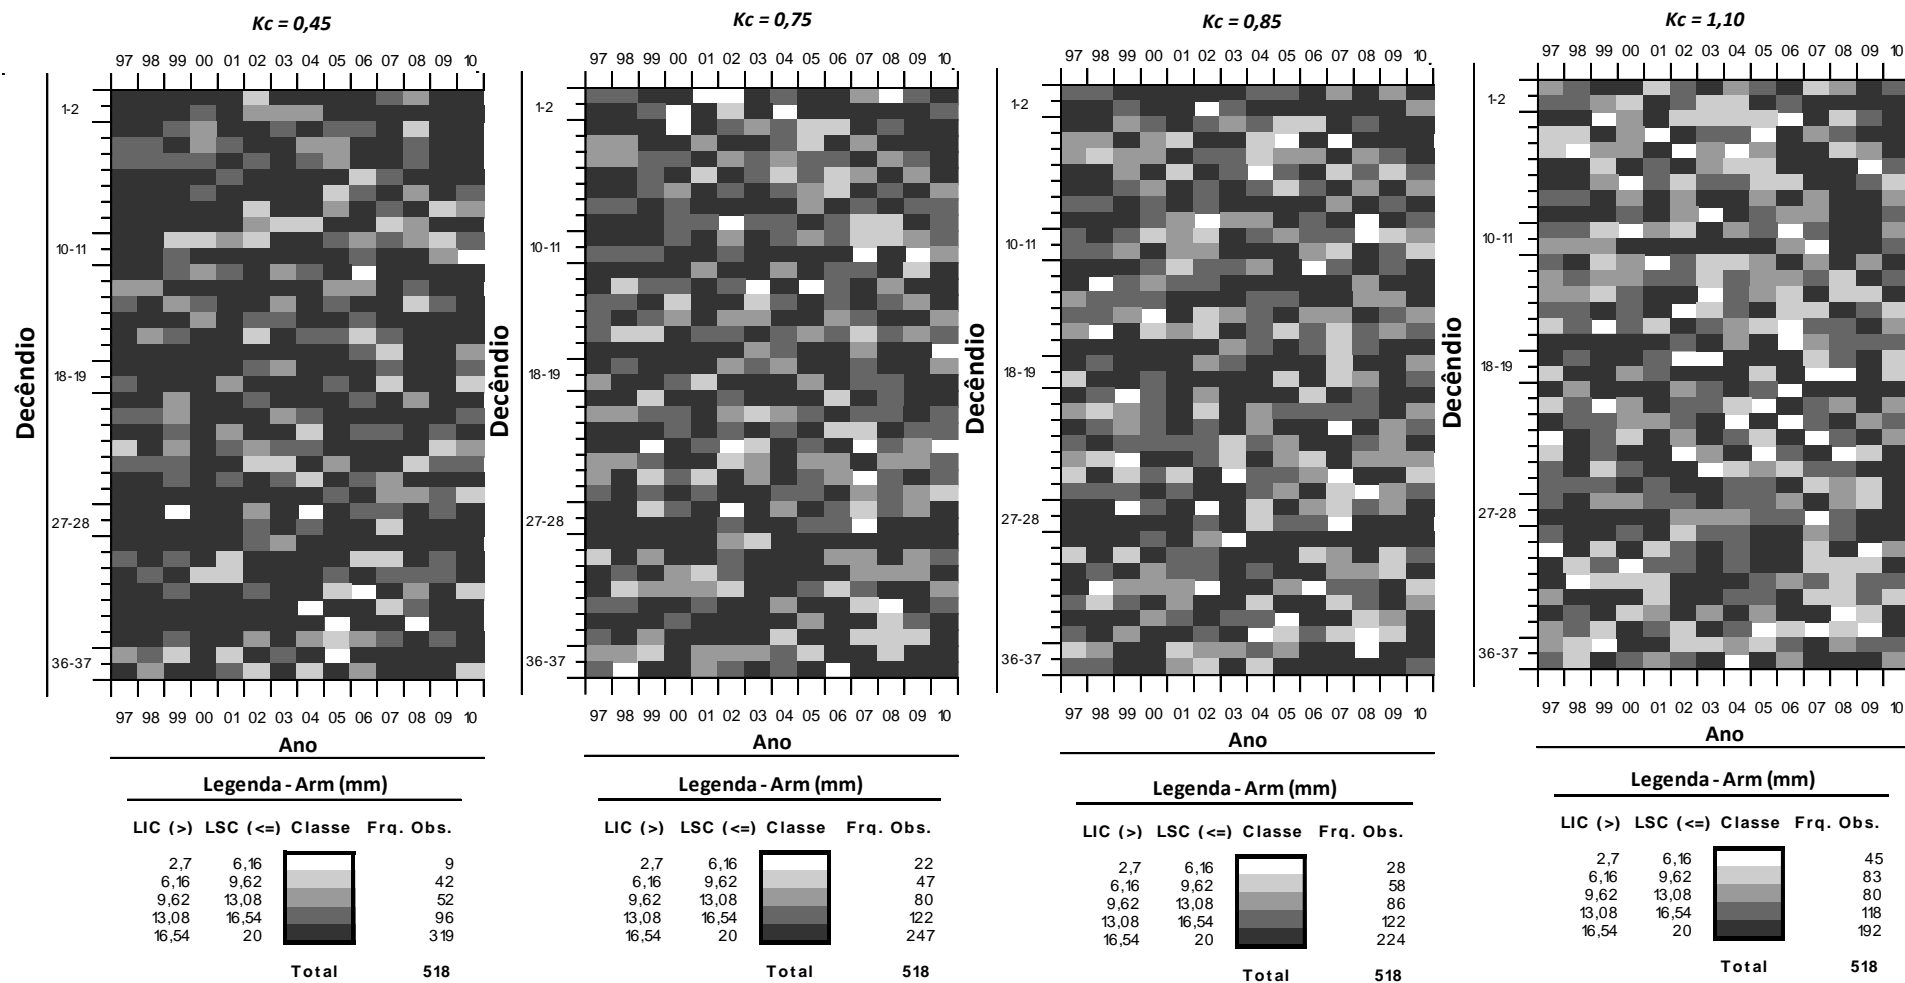 Kc = 0,45
97 98 99 00 01 02 03 04 05 06 07 08 09 10
1-2
10-11
18-19
27-28
36-37
Decêndio
97 98 99 00 01 02 03 04 05 06 07 08 09 10
Ano
Legenda - Arm (mm)
LIC (>) LSC (<=) Classe Frq. Obs.
2,7 6,16 9
6,16 9,62 42
9,62 13,08 52
13,08 16,54 96
16,54 20 319
Total 518
Kc = 0,75
97 98 99 00 01 02 03 04 05 06 07 08 09 10
1-2
10-11
18-19
27-28
36-37
Decêndio
97 98 99 00 01 02 03 04 05 06 07 08 09 10
Ano
Legenda - Arm (mm)
LIC (>) LSC (<=) Classe Frq. Obs.
2,7 6,16 22
6,16 9,62 47
9,62 13,08 80
13,08 16,54 122
16,54 20 247
Total 518
Kc = 0,85
97 98 99 00 01 02 03 04 05 06 07 08 09 10
1-2
10-11
18-19
27-28
36-37
Decêndio
97 98 99 00 01 02 03 04 05 06 07 08 09 10
Ano
Legenda - Arm (mm)
LIC (>) LSC (<=) Classe Frq. Obs.
2,7 6,16 28
6,16 9,62 58
9,62 13,08 86
13,08 16,54 122
16,54 20 224
Total 518
Kc = 1,10
97 98 99 00 01 02 03 04 05 06 07 08 09 10
1-2
10-11
18-19
27-28
36-37
Decêndio
97 98 99 00 01 02 03 04 05 06 07 08 09 10
Ano
Legenda - Arm (mm)
LIC (>) LSC (<=) Classe Frq. Obs.
2,7 6,16 45
6,16 9,62 83
9,62 13,08 80
13,08 16,54 118
16,54 20 192
Total 518